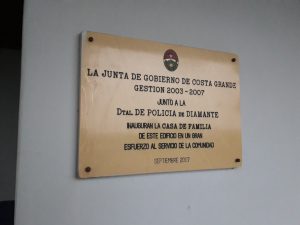 LA JUNTA DE GOBIERNO DE COSTA GRANDE
GESTION 2003-2007
JUNTO A LA
Dtal. DE POLICIA DE DIAMANTE
INAUGURAN LA CASA DE FAMILIA
DE ESTE EDIFICIO EN UN GRAN
ESFUERZO AL SERVICIO DE LA COMUNIDAD
SEPTIEMBRE 2007